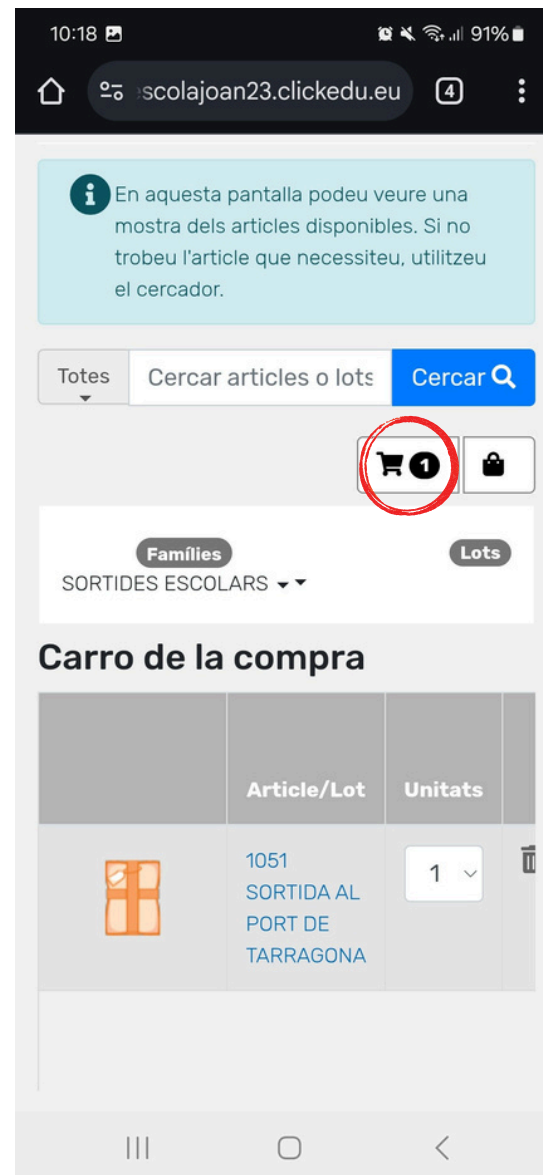 10:18 91%
scolajoan23.clickedu.eu 4
En aquesta pantalla podeu veure una
mostra dels articles disponibles. Si no
trobeu l'article que necessiteu, utilitzeu
el cercador.
Totes Cercar articles o lots Cercar
1
Famílies Lots
SORTIDES ESCOLARS
Carro de la compra
Article/Lot Unitats
1051
SORTIDA AL
PORT DE
TARRAGONA
1